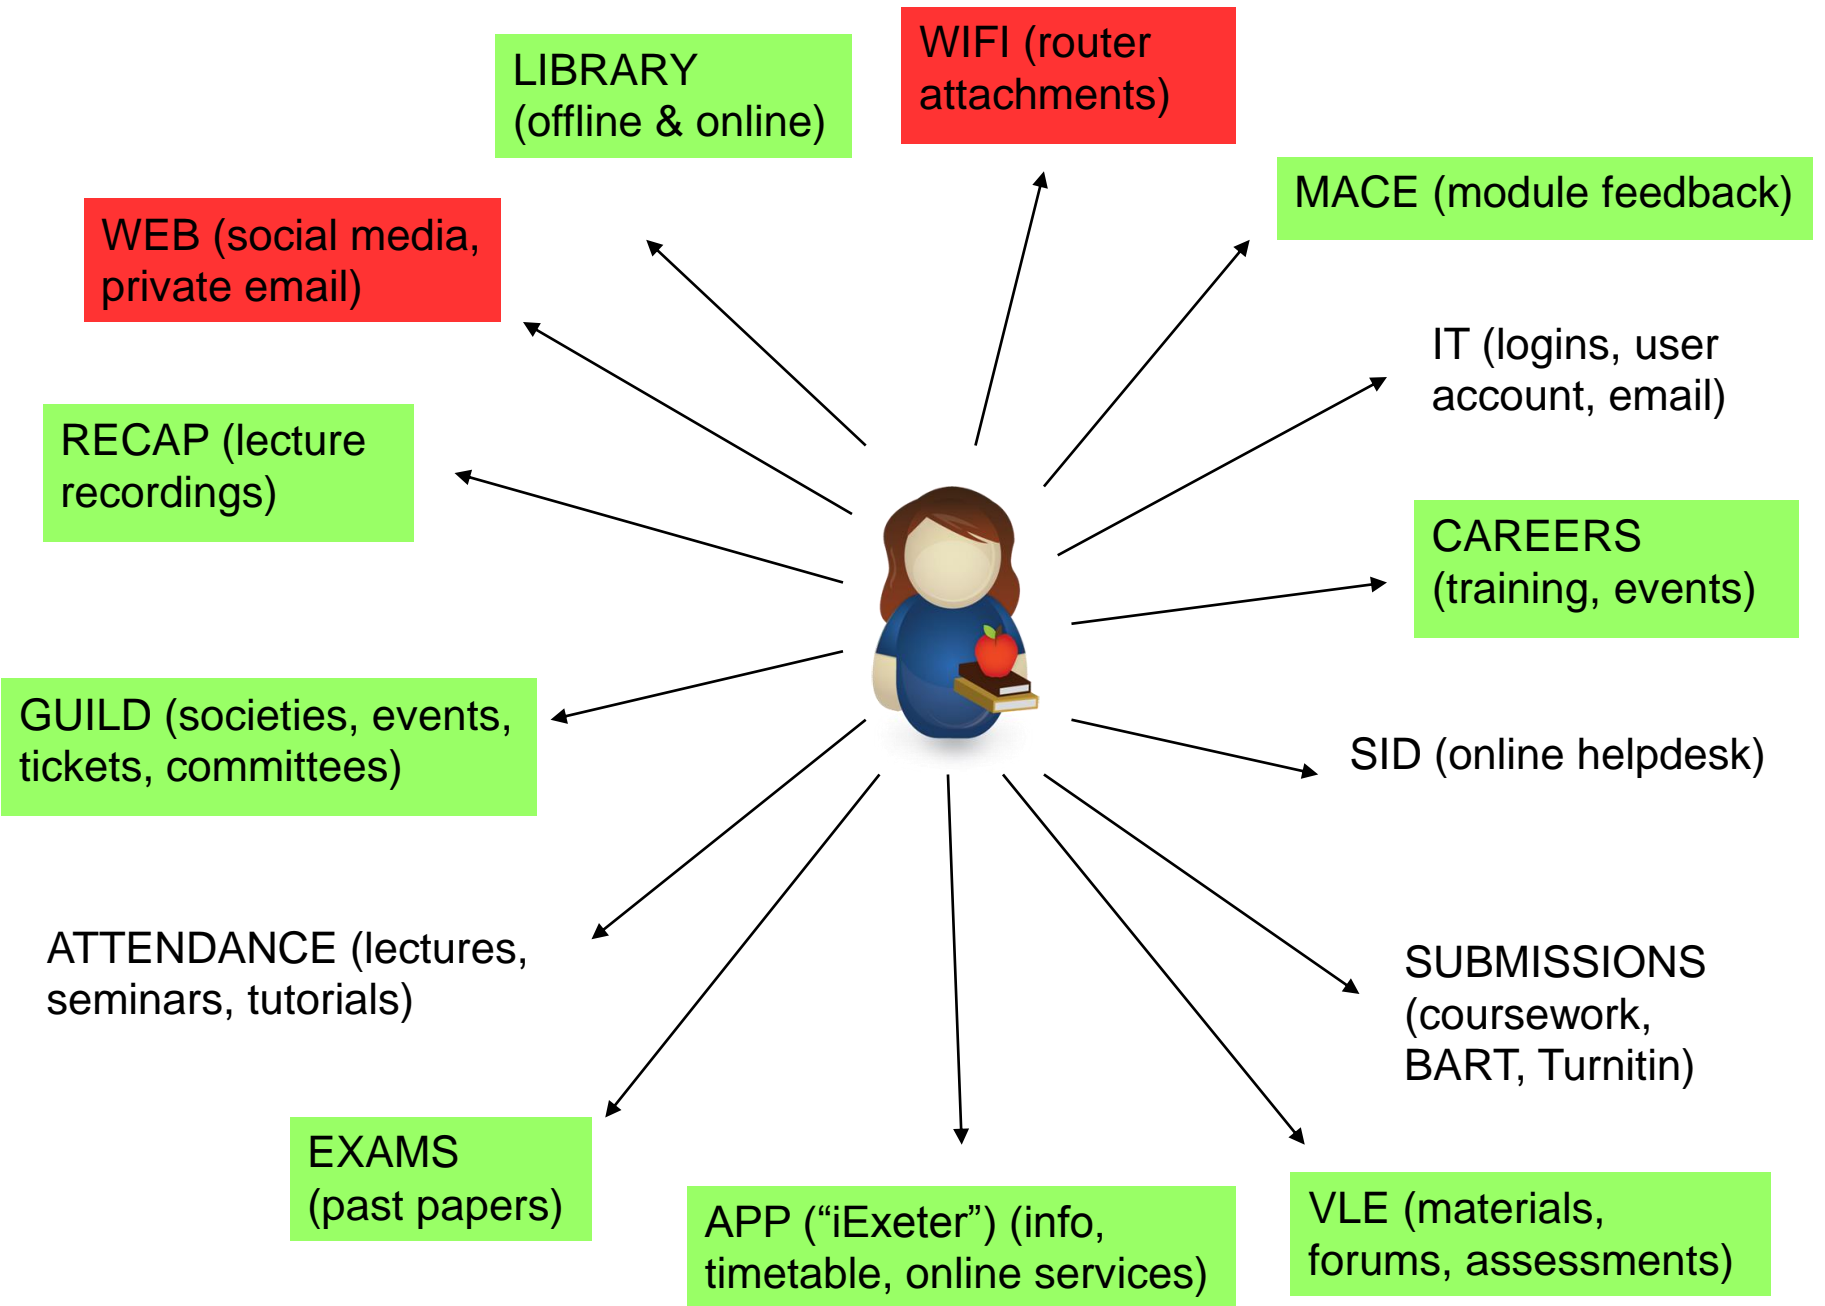 WIFI (router
attachments)
LIBRARY
(offline & online)
MACE (module feedback)
WEB (social media,
private email)
IT (logins, user
account, email)
RECAP (lecture
recordings)
CAREERS
(training, events)
GUILD (societies, events,
tickets, committees)
SID (online helpdesk)
ATTENDANCE (lectures,
seminars, tutorials)
SUBMISSIONS
(coursework,
BART, Turnitin)
EXAMS
(past papers)
APP (“iExeter”) (info,
timetable, online services)
VLE (materials,
forums, assessments)